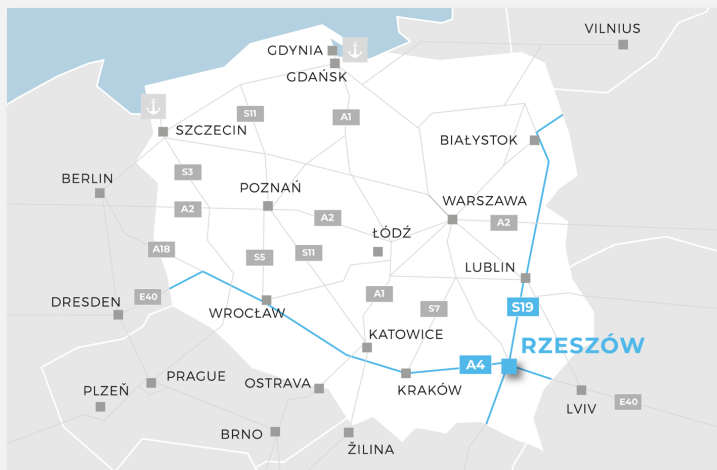 VILNIUS
GDYNIA
GDAŃSK
S11
A1
SZCZECIN
BIAŁYSTOK
S3
BERLIN
POZNAŃ
WARSZAWA
A2
A2
A2
ŁÓDŹ
A18
S5
S11
LUBLIN
E40
A1
DRESDEN
WROCŁAW
S7
S19
KATOWICE
RZESZÓW
A4
PRAGUE
OSTRAVA
KRAKÓW
PLZEŇ
E40
LVIV
BRNO
ŽILINA